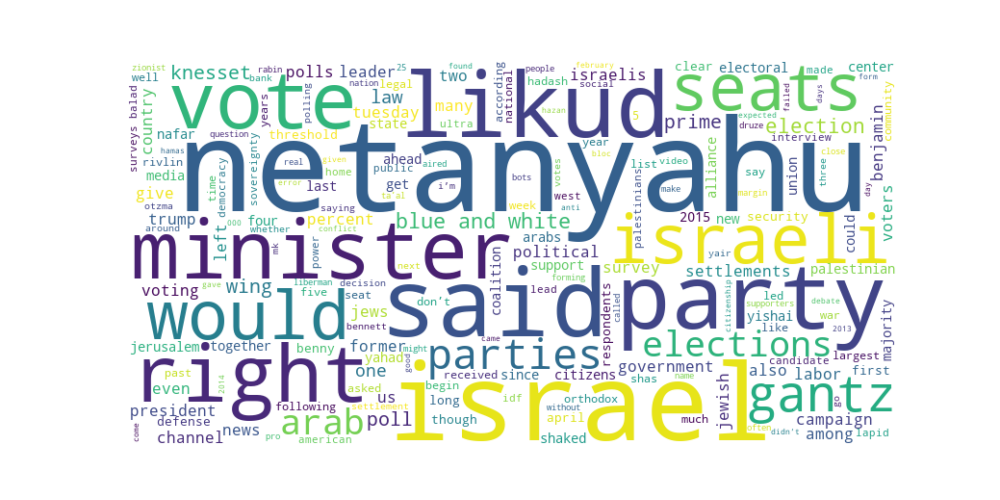 netanyahu
israel
likud
said
party
minister
right
vote
israeli
would
seats
gantz
parties
elections
arab
blue and white
election
prime
knesset
polls
leader
law
tuesday
many
state
two
israelis
center
electoral
clear
made
form
zionist
well
bank
rabin
years
polling
legal
25
nation
found
to
according
national
hadash
people
social
february
hazan
5
failed
days
expected
druze
interview
community
benjamin
surveys balad
country
nafar
threshold
question
hamas
rivlin
media
give
otzma
time
democracy
sovereignty
real
error
given
home
last
ahead
public
get
ultra
aired
ta'al
i'm
bots
week
year
bloc
votes
west
anti
list
video
make
palestinians
alliance
margin
say
union
three
close
day
could
voters
trump
around
left
000
four
whether
saying
conflict
percent
mk
power
wing
voting
next
liberman
five
gave
decision
seat
don't
coalition
political
arabs
support
lead
forming
survey
2015
new
security
yair
settlements
palestinian
citizenship
led
supporters
debate
war
yishai
like
2013
majority
respondents
called
jerusalem
together
jews
bennett
benny
former
might
good
came
yahad
one
past
2014
even
asked
us
settlement
begin
received
since
citizens
government
shas
candidate
largest
also
labor
first
go
president
defense
channel
news
come
following
pro
american
poll
long
though
idf
orthodox
without
april
shaked
much
name
jewish
often
didn't
campaign
among
lapid